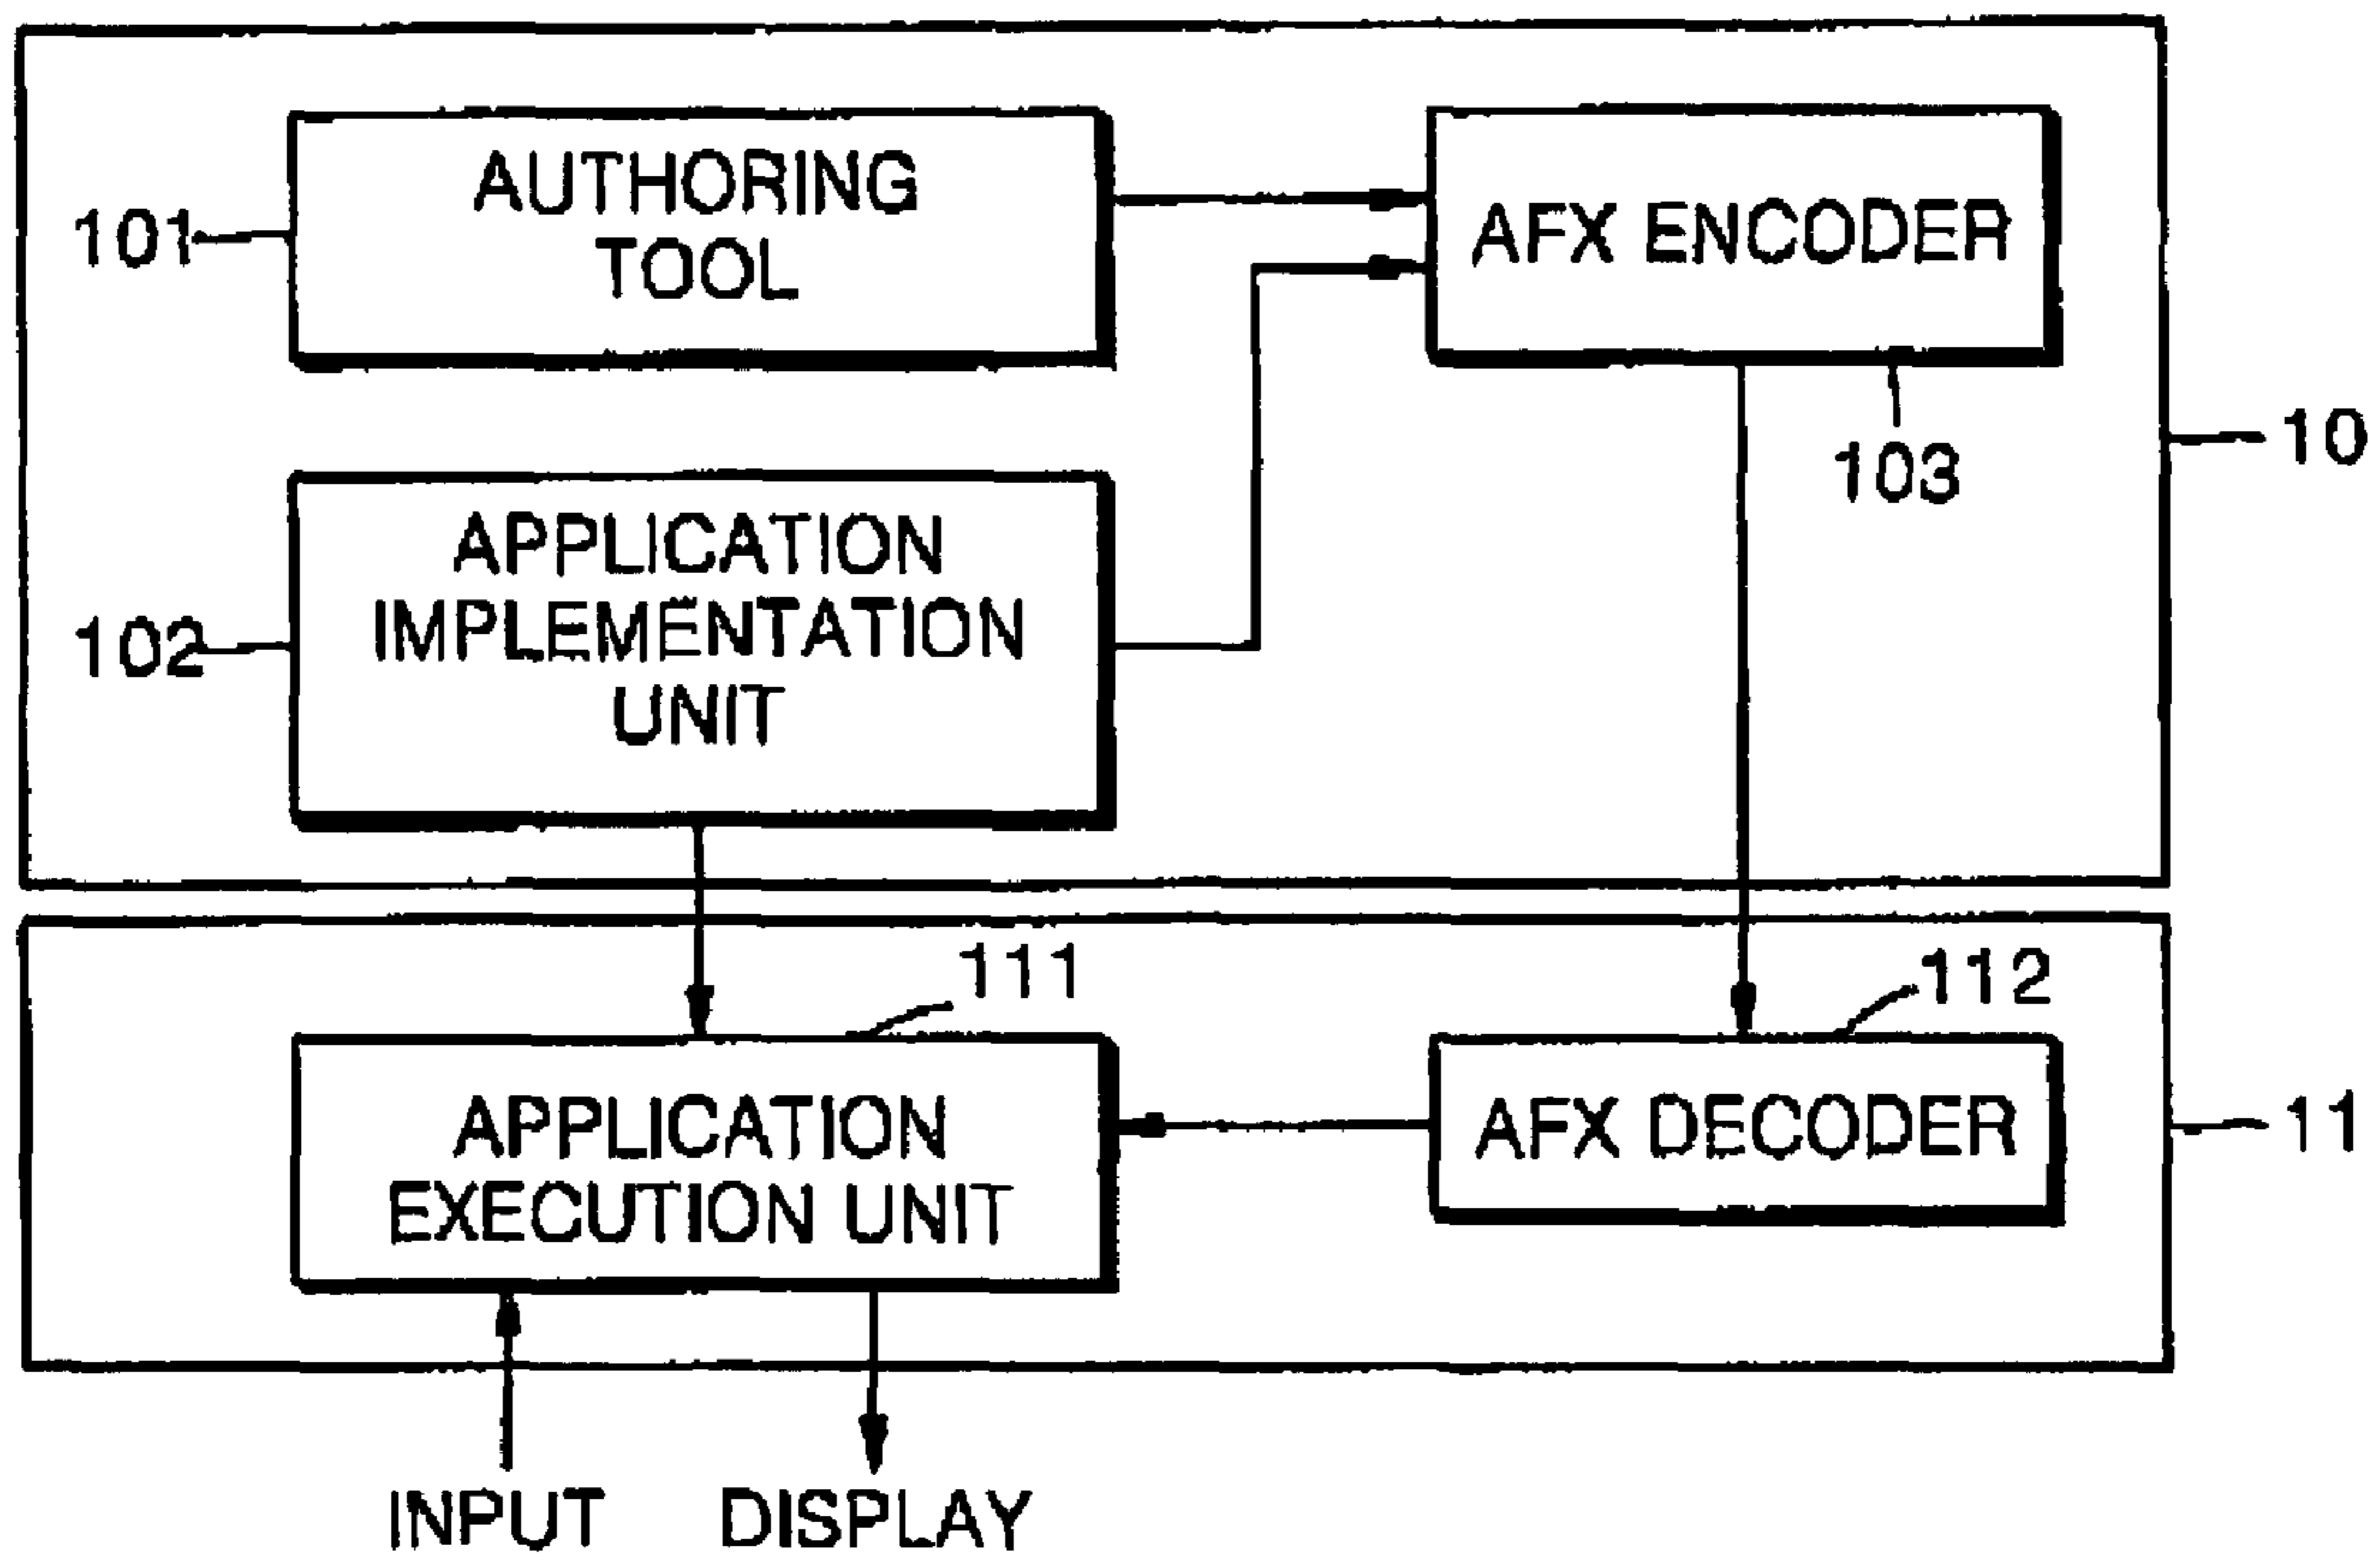 AUTHORING
TOOL
101
AFX ENCODER
103
10
APPLICATION
IMPLEMENTATION
UNIT
102
111
112
APPLICATION
EXECUTION UNIT
AFX DECODER
11
INPUT
DISPLAY